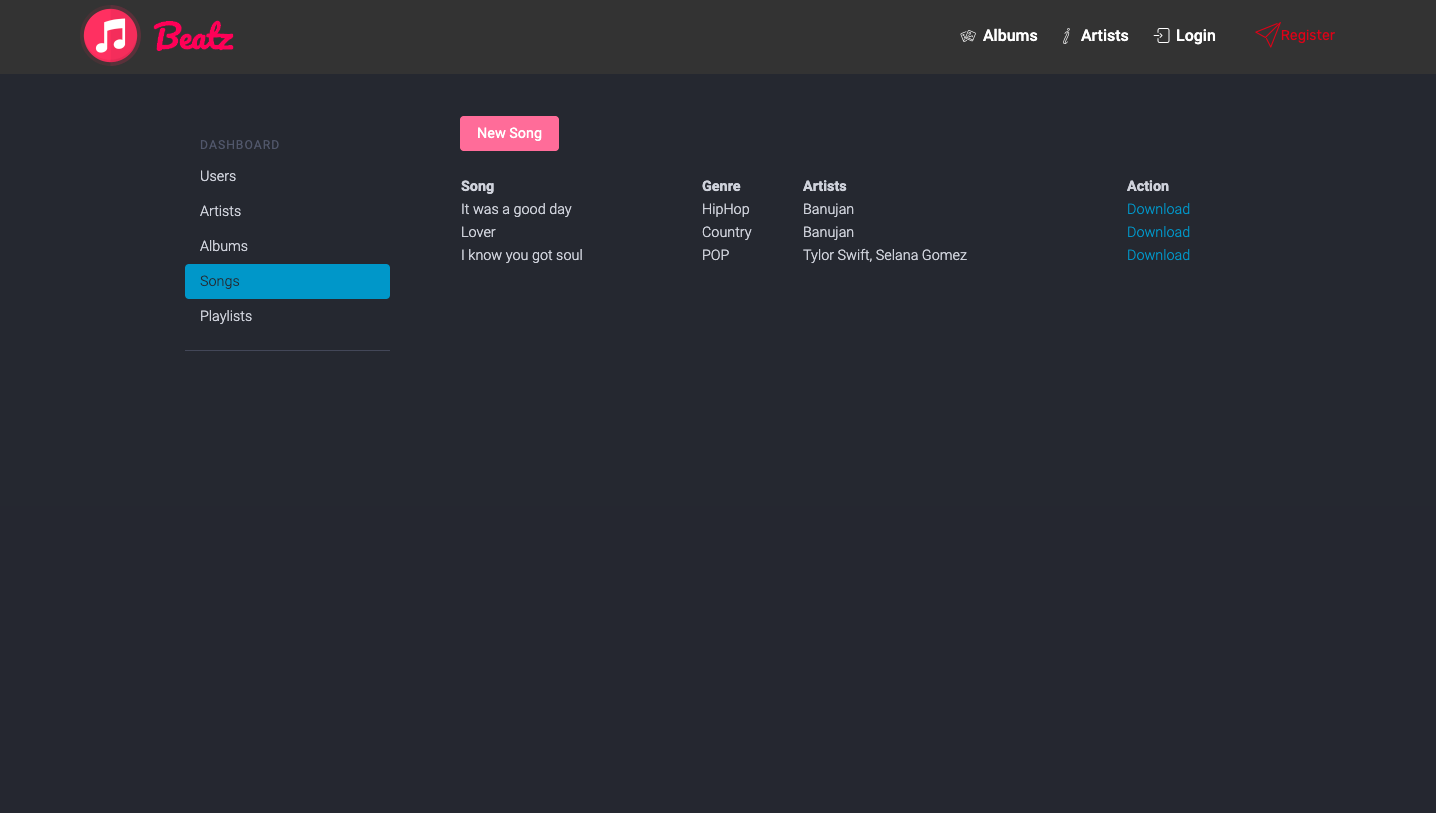 Beatz
Albums Artists Login Register
DASHBOARD
Users
Artists
Albums
Songs
Playlists
New Song
Song Genre Artists Action
It was a good day HipHop Banujan Download
Lover Country Banujan Download
I know you got soul POP Tylor Swift, Selana Gomez Download